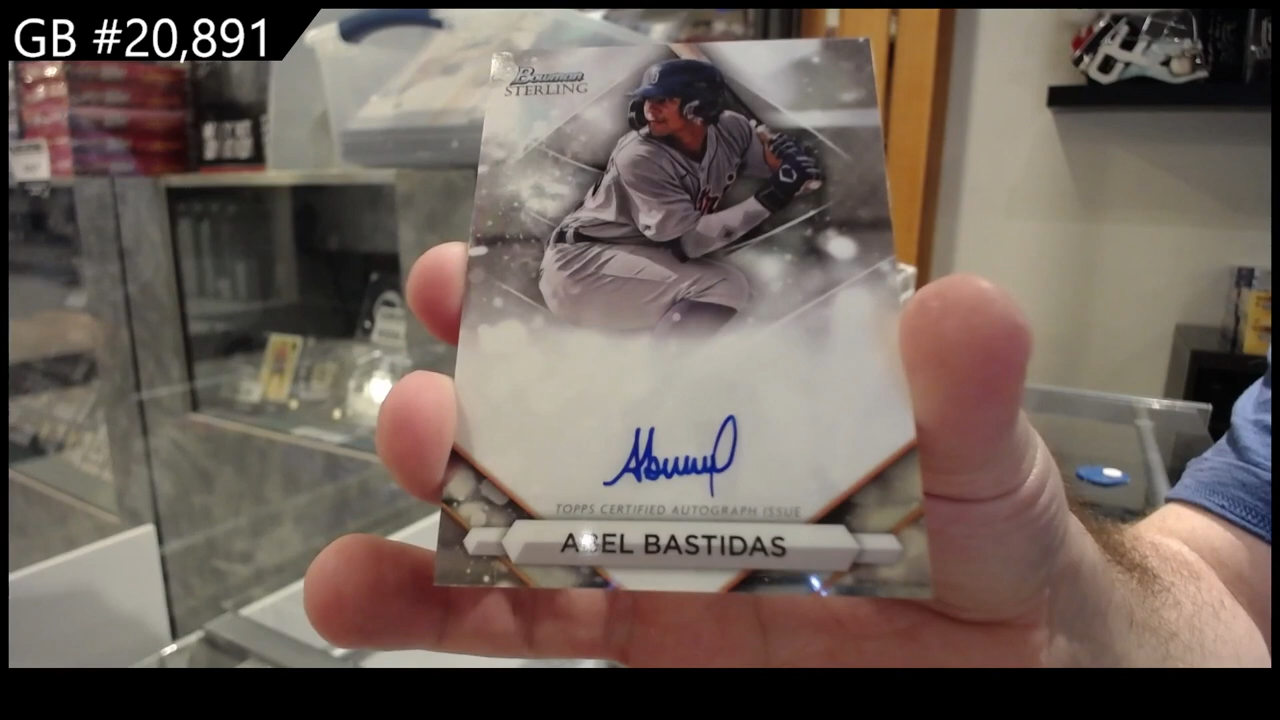 GB #20,891
Bowman
STERLING
TOPPS CERTIFIED AUTOGRAPH ISSUE
ABEL BASTIDAS